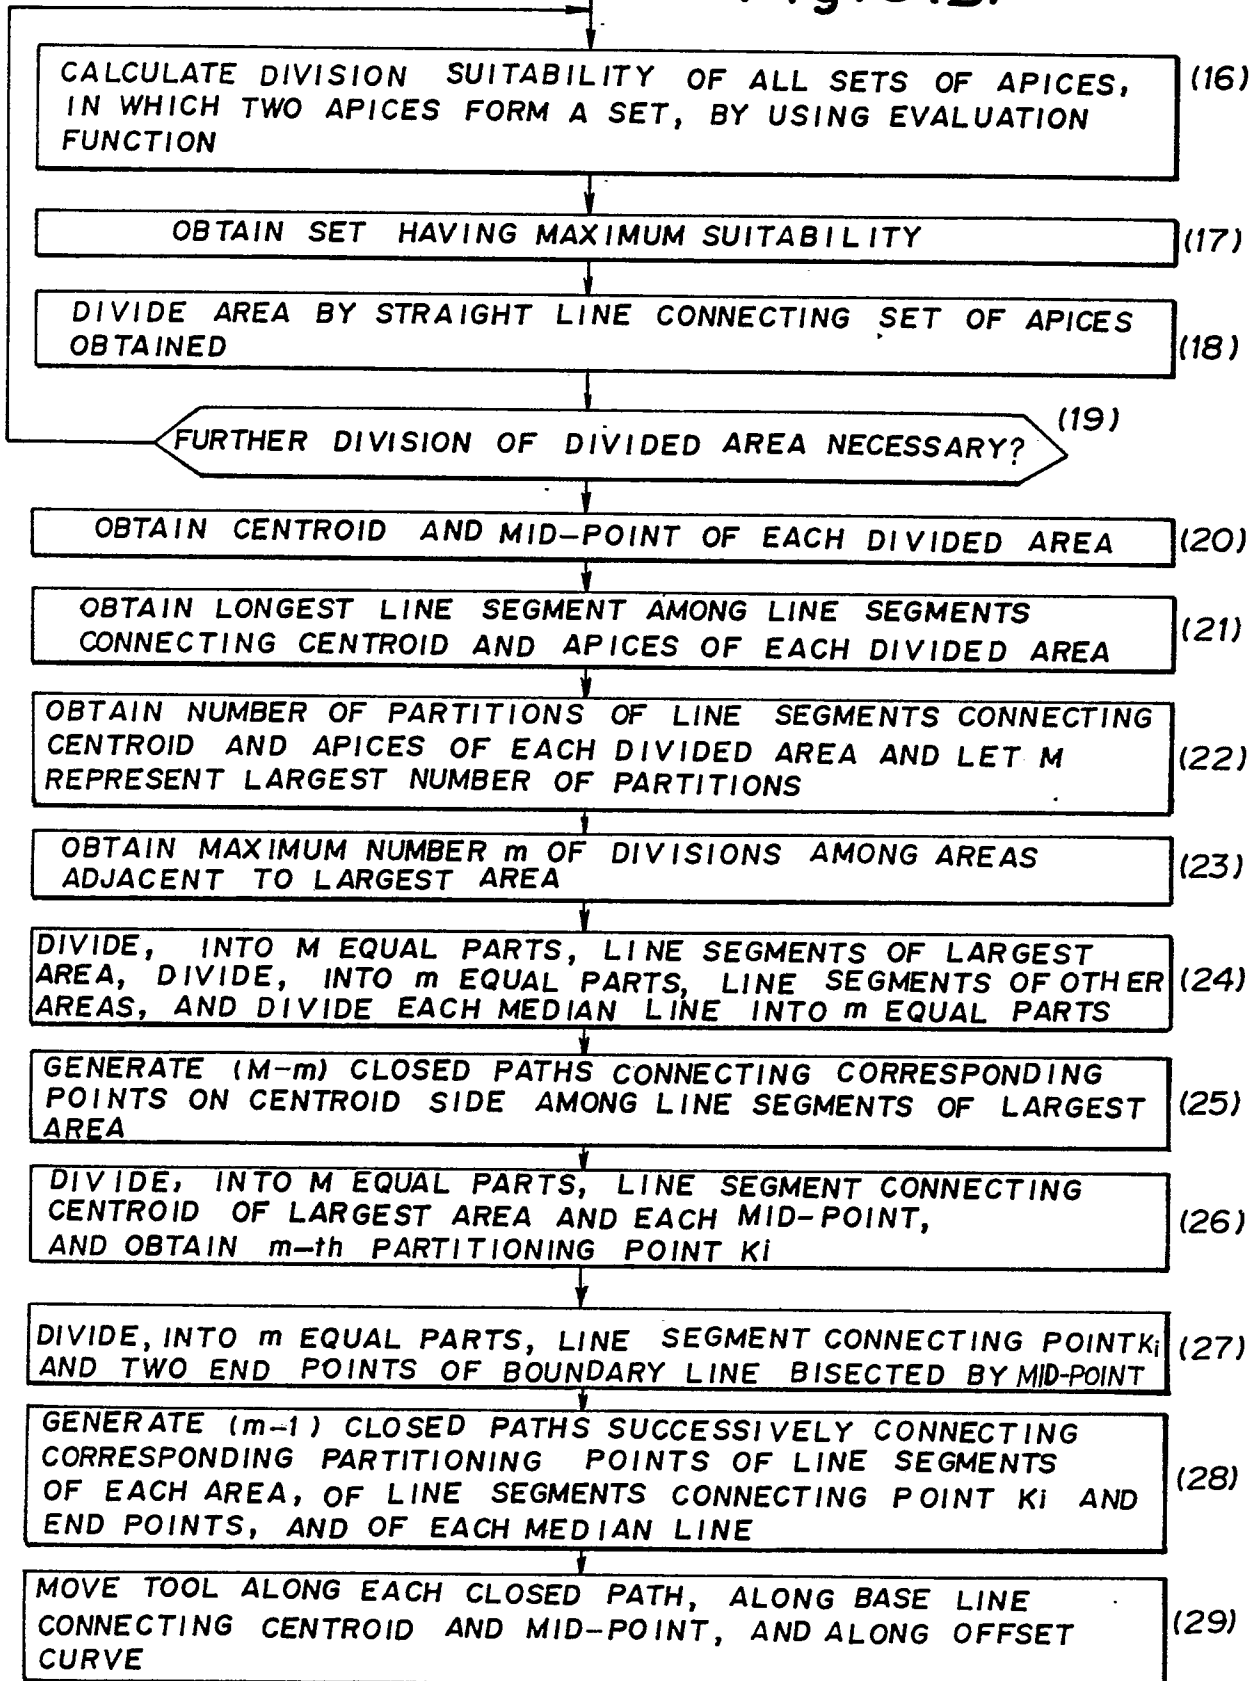 CALCULATE DIVISION SUITABILITY OF ALL SETS OF APICES, (16)
IN WHICH TWO APICES FORM A SET, BY USING EVALUATION
FUNCTION
OBTAIN SET HAVING MAXIMUM SUITABILITY (17)
DIVIDE AREA BY STRAIGHT LINE CONNECTING SET OF APICES
OBTAINED (18)
FURTHER DIVISION OF DIVIDED AREA NECESSARY? (19)
OBTAIN CENTROID AND MID-POINT OF EACH DIVIDED AREA (20)
OBTAIN LONGEST LINE SEGMENT AMONG LINE SEGMENTS
CONNECTING CENTROID AND APICES OF EACH DIVIDED AREA (21)
OBTAIN NUMBER OF PARTITIONS OF LINE SEGMENTS CONNECTING
CENTROID AND APICES OF EACH DIVIDED AREA AND LET M (22)
REPRESENT LARGEST NUMBER OF PARTITIONS
OBTAIN MAXIMUM NUMBER m OF DIVISIONS AMONG AREAS
ADJACENT TO LARGEST AREA (23)
DIVIDE, INTO M EQUAL PARTS, LINE SEGMENTS OF LARGEST
AREA, DIVIDE, INTO m EQUAL PARTS, LINE SEGMENTS OF OTHER (24)
AREAS, AND DIVIDE EACH MEDIAN LINE INTO m EQUAL PARTS
GENERATE (M-m) CLOSED PATHS CONNECTING CORRESPONDING
POINTS ON CENTROID SIDE AMONG LINE SEGMENTS OF LARGEST (25)
AREA
DIVIDE, INTO M EQUAL PARTS, LINE SEGMENT CONNECTING
CENTROID OF LARGEST AREA AND EACH MID-POINT, (26)
AND OBTAIN m-th PARTITIONING POINT Ki
DIVIDE, INTO m EQUAL PARTS, LINE SEGMENT CONNECTING POINT Ki (27)
AND TWO END POINTS OF BOUNDARY LINE BISECTED BY MID-POINT
GENERATE (m-1) CLOSED PATHS SUCCESSIVELY CONNECTING
CORRESPONDING PARTITIONING POINTS OF LINE SEGMENTS
OF EACH AREA, OF LINE SEGMENTS CONNECTING POINT Ki AND (28)
END POINTS, AND OF EACH MEDIAN LINE
MOVE TOOL ALONG EACH CLOSED PATH, ALONG BASE LINE
CONNECTING CENTROID AND MID-POINT, AND ALONG OFFSET (29)
CURVE